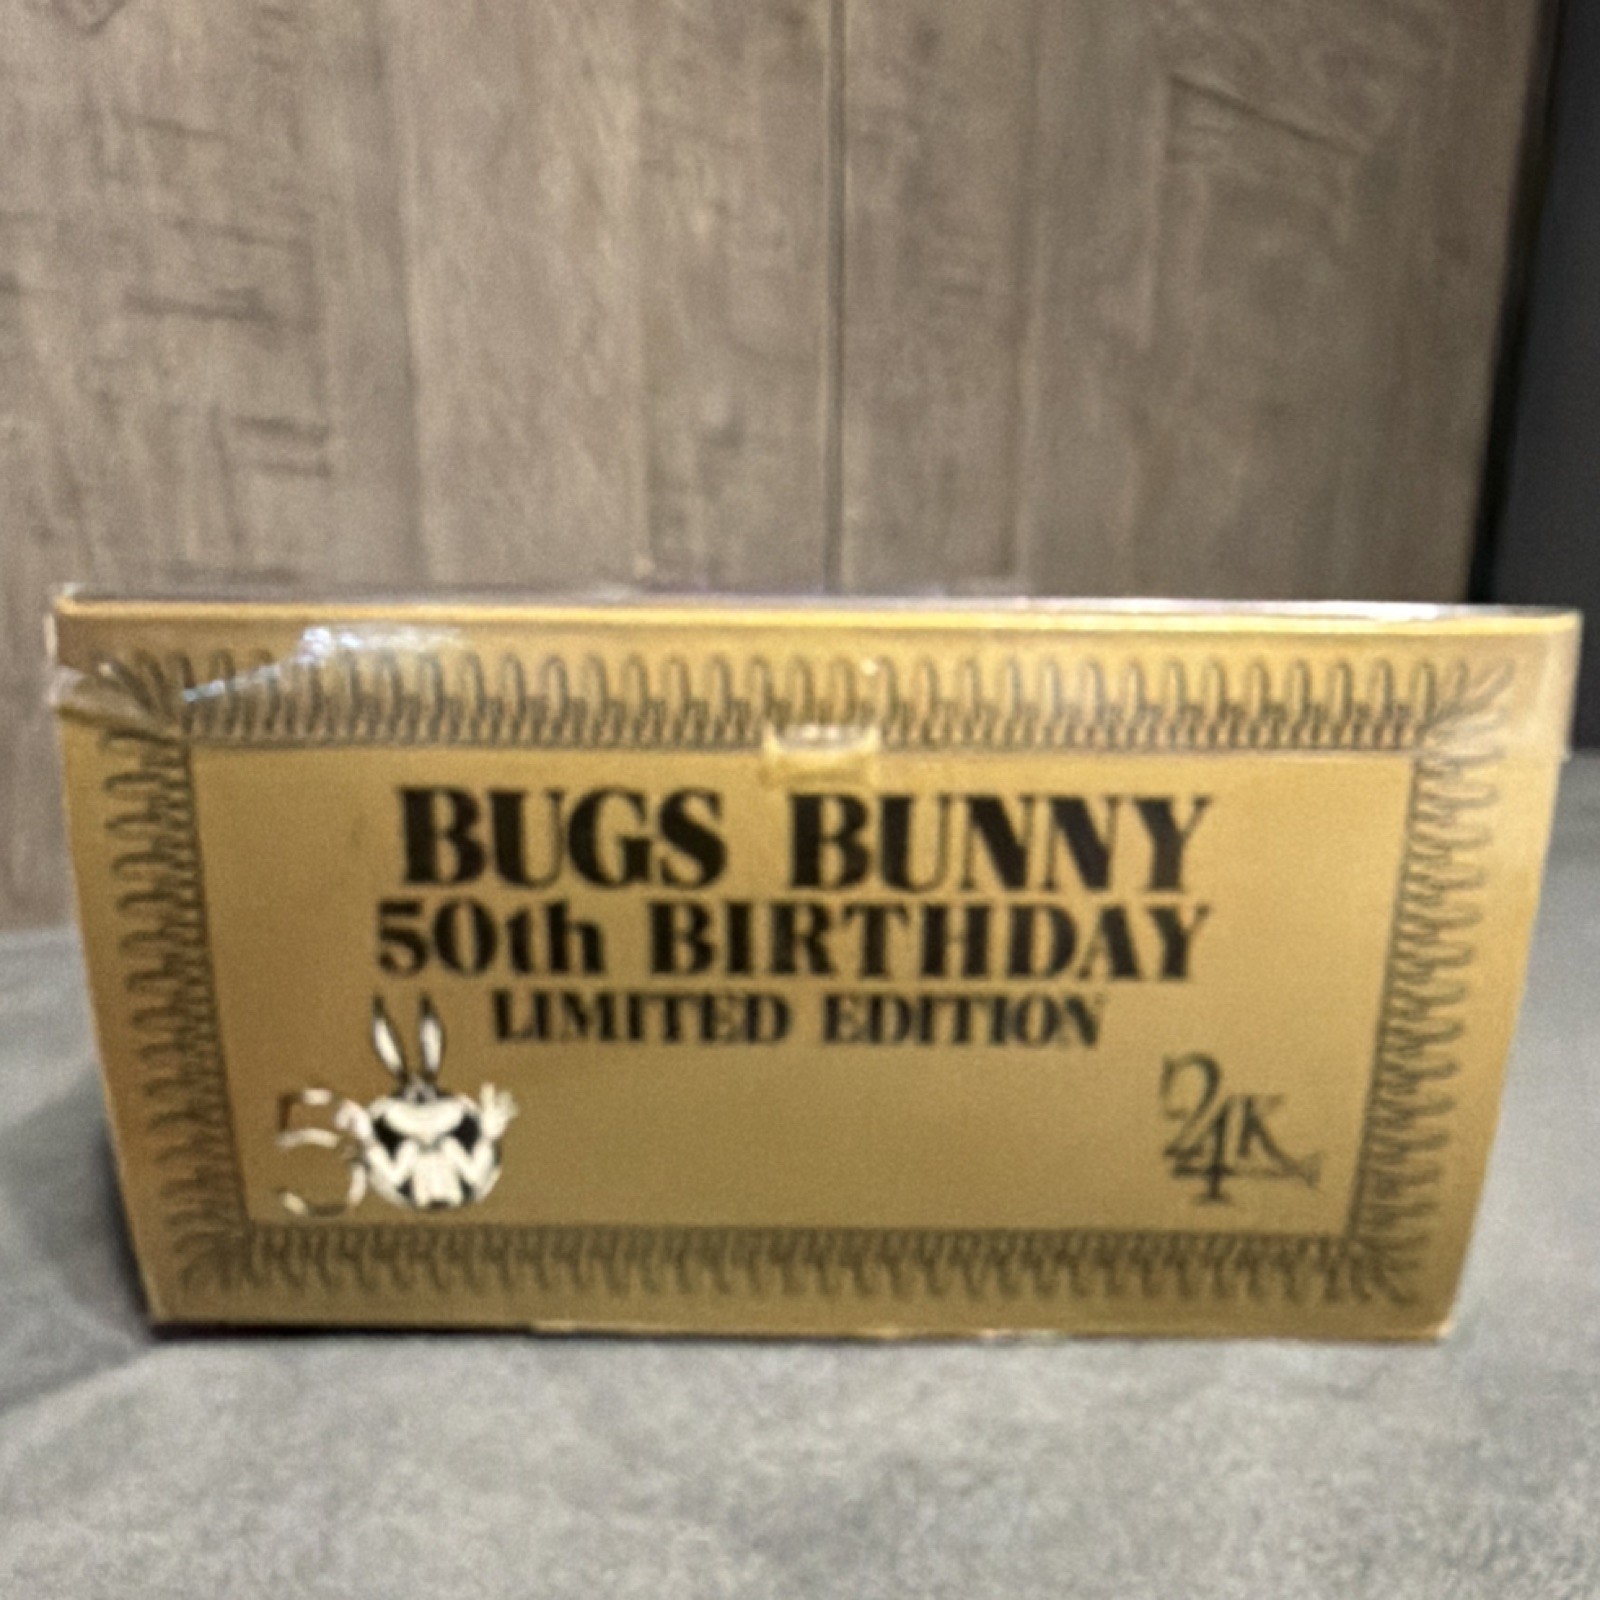 BUGS BUNNY
50th BIRTHDAY
LIMITED EDITION
50
24K